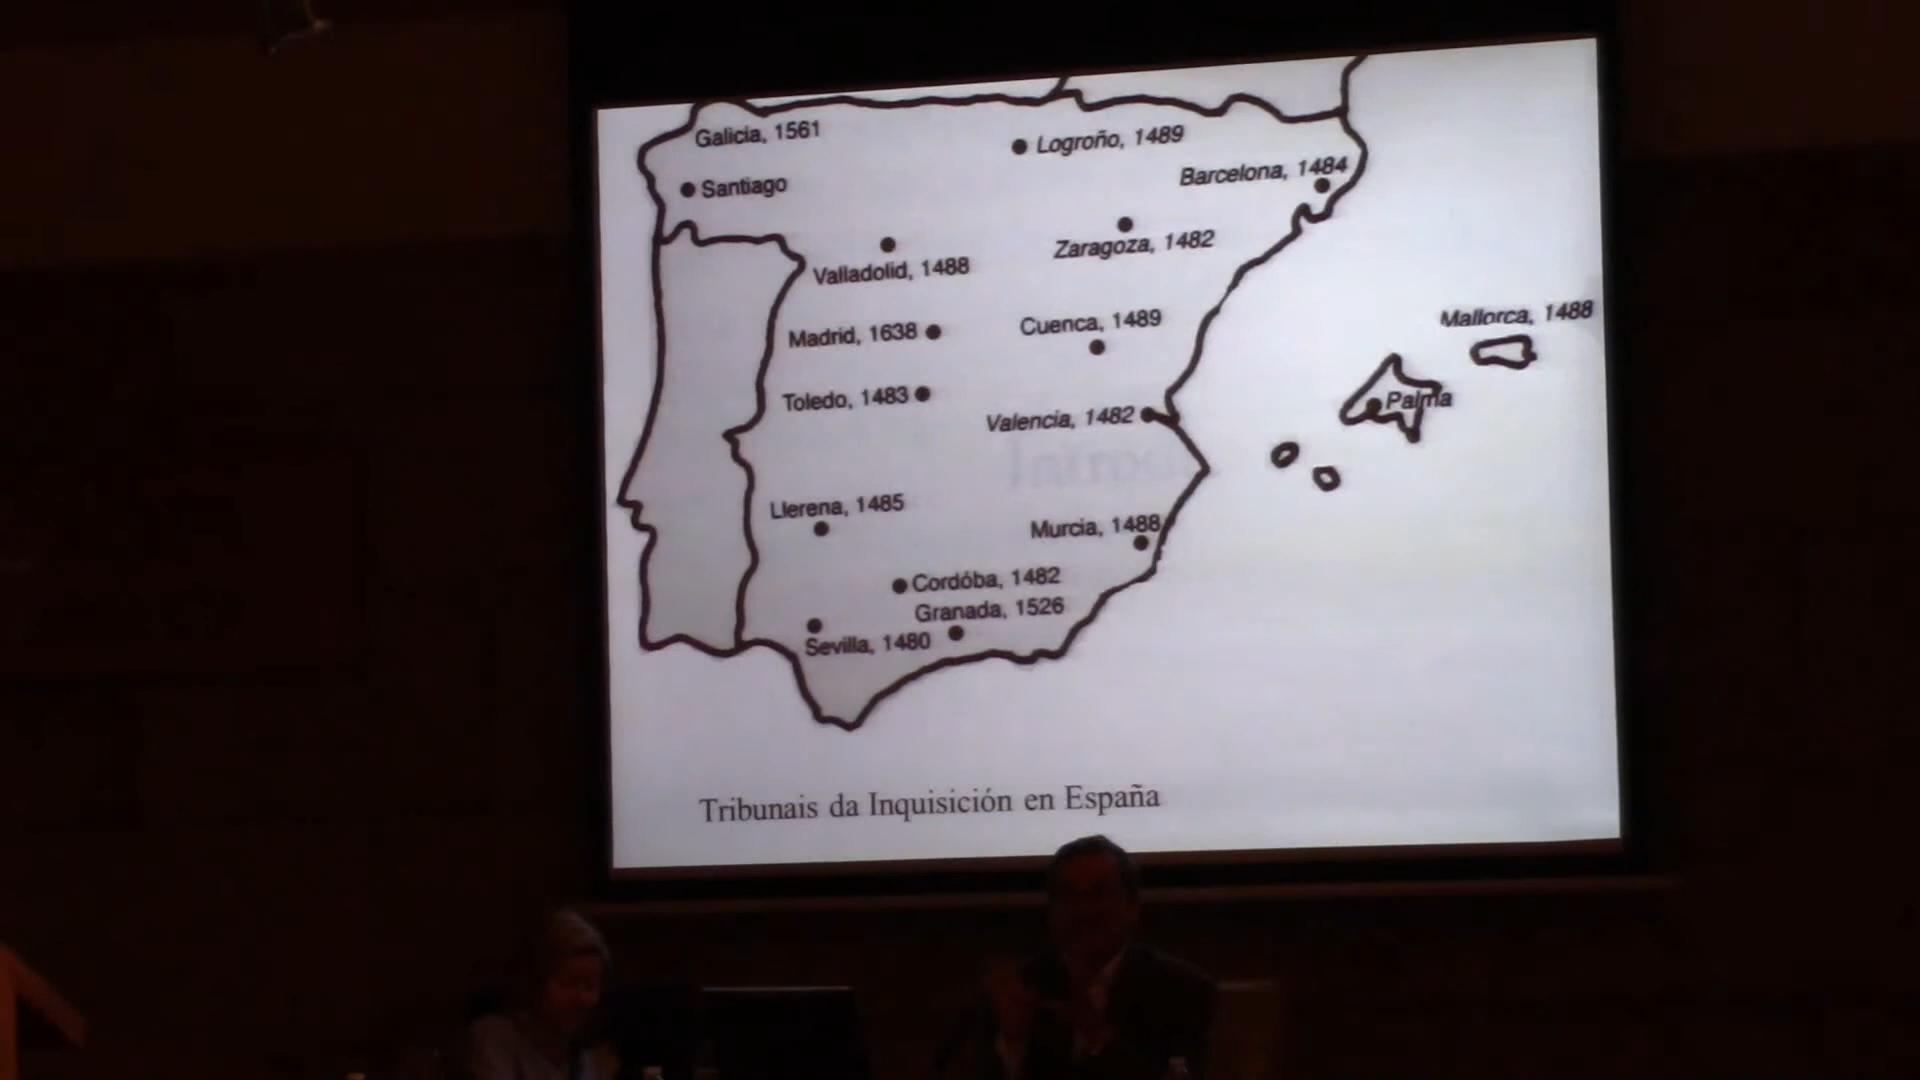 Galicia, 1561
Logroño, 1489
Barcelona, 1484
Santiago
Zaragoza, 1482
Valladolid, 1488
Mallorca, 1488
Madrid, 1638
Cuenca, 1489
Toledo, 1483
Palma
Valencia, 1482
Llerena, 1485
Murcia, 1488
Cordóba, 1482
Granada, 1526
Sevilla, 1480
Tribunais da Inquisición en España